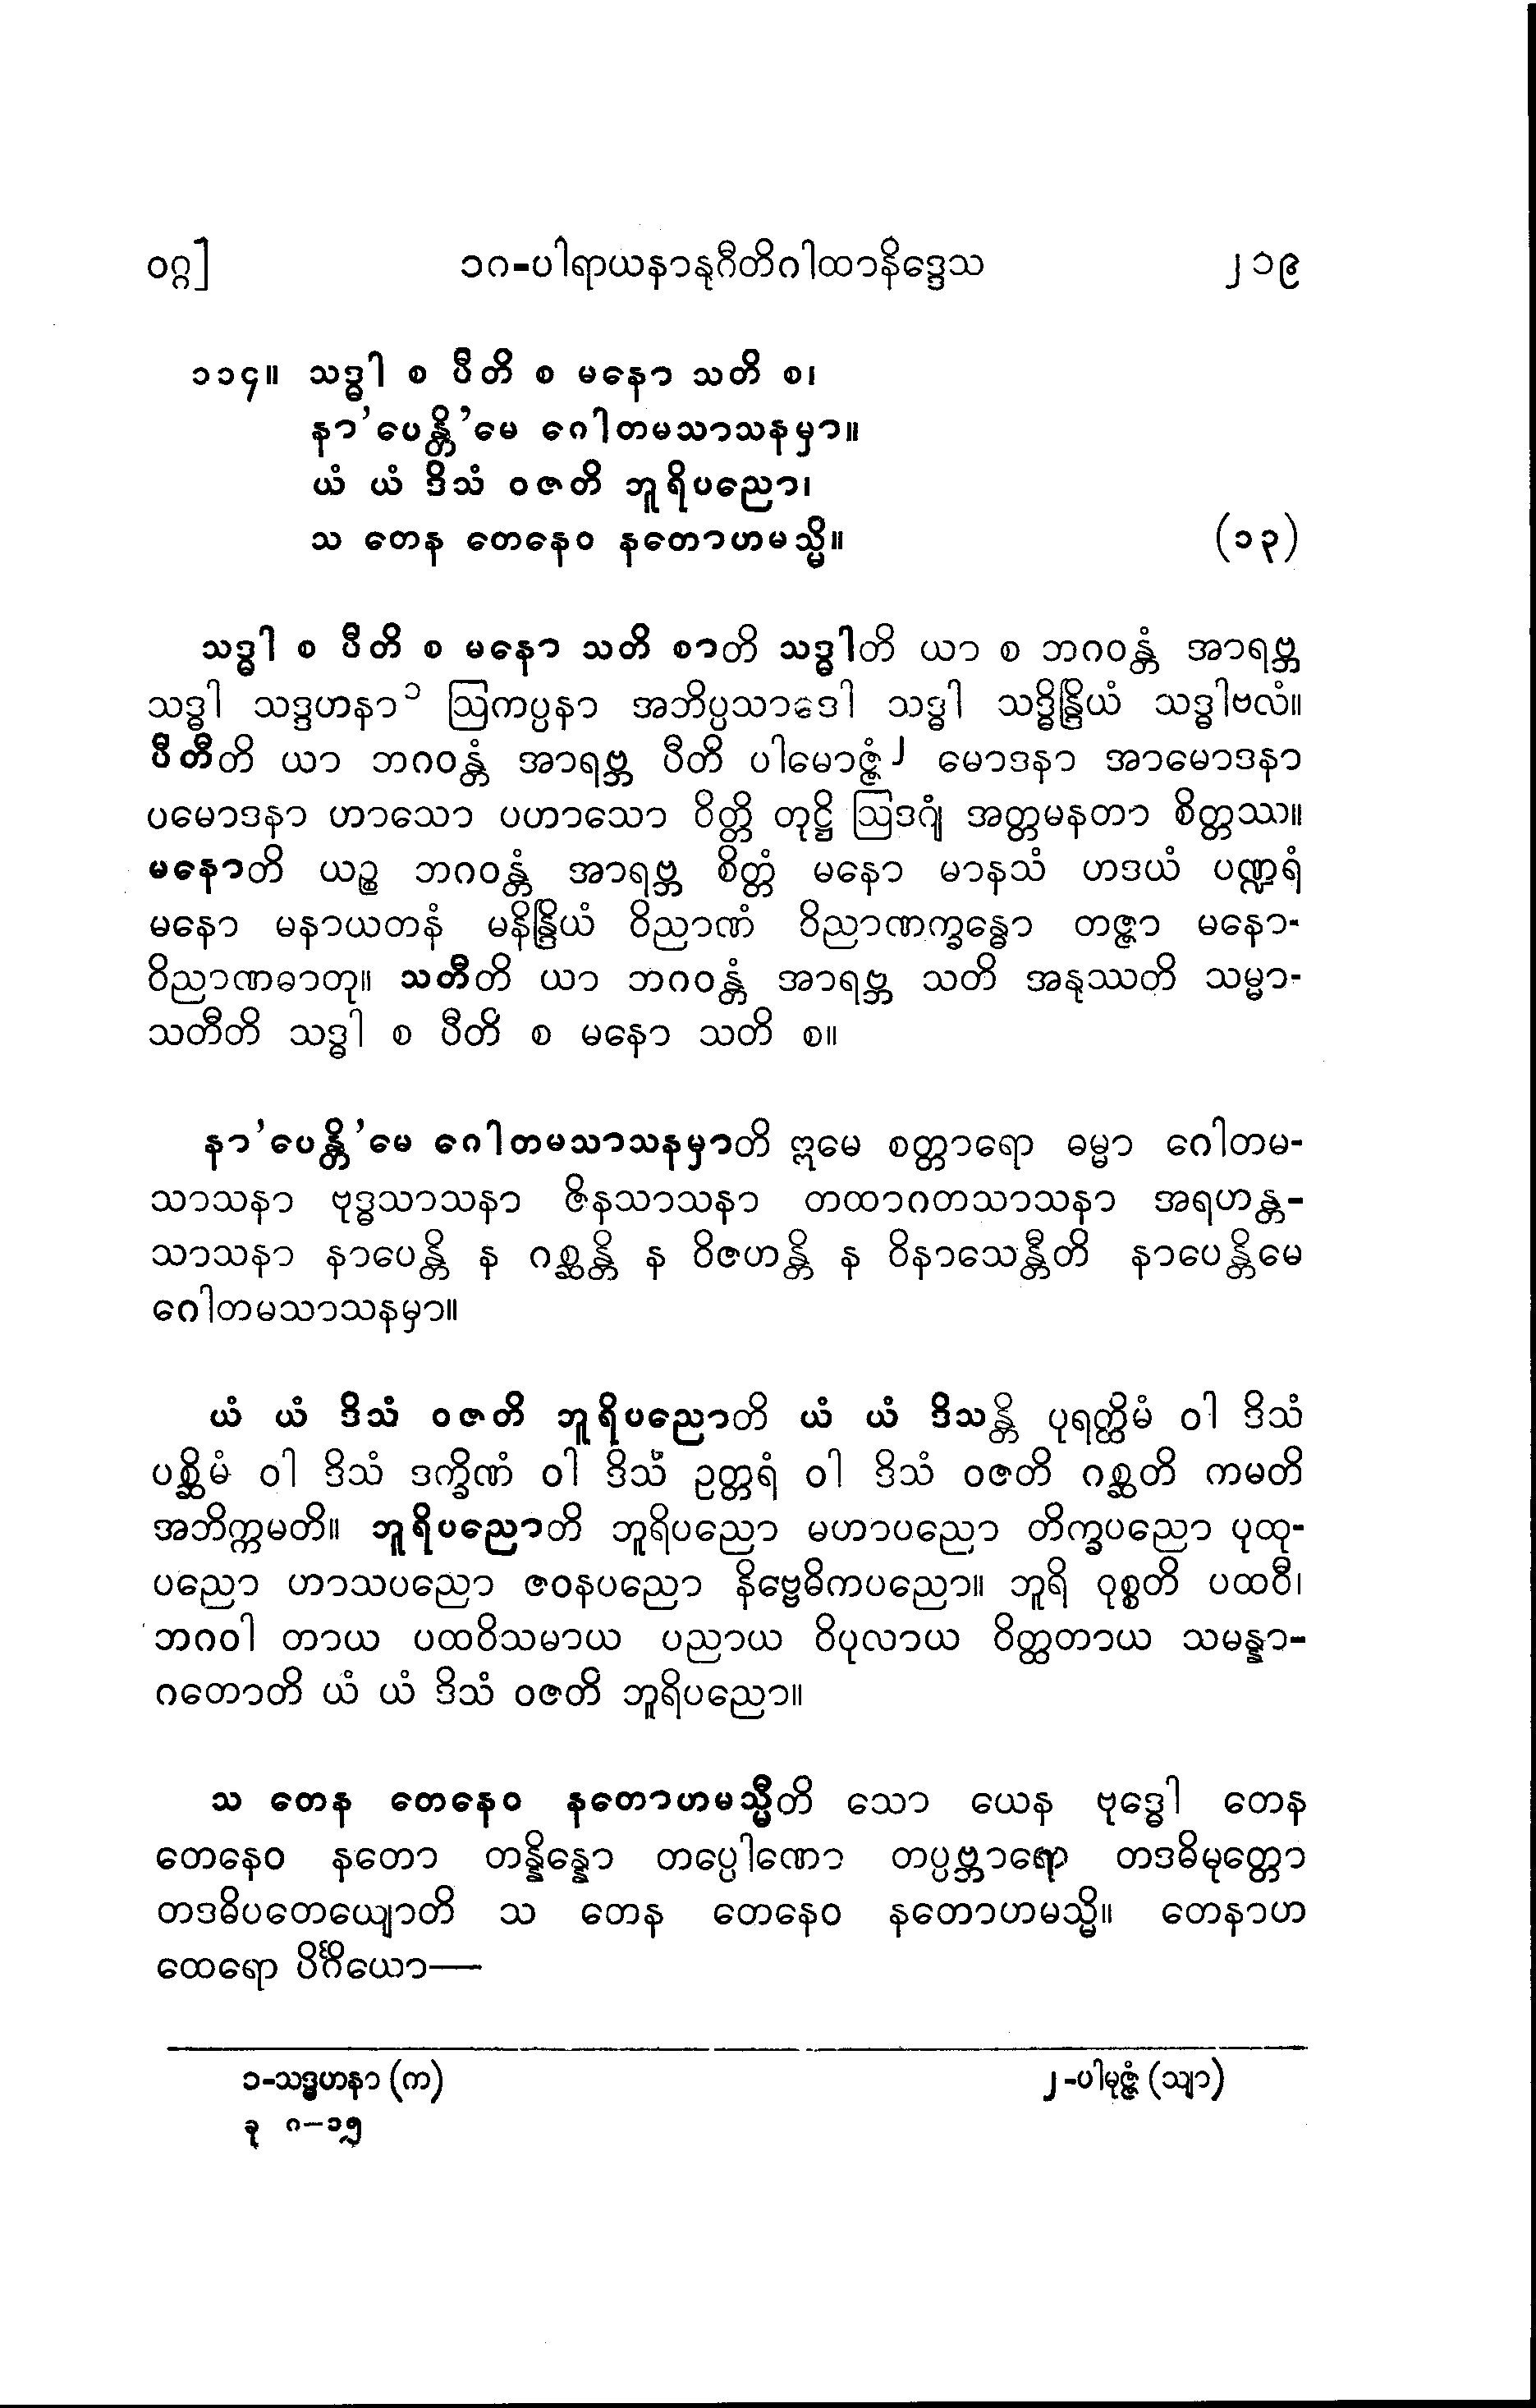 ဝဂ္ဂ] ၁၈-ပါရာယနာနုဂီတိဂါထာနိဒ္ဒေသ ၂၁၉
၁၁၄။ သဒ္ဓါ စ ပီတိ စ မနော သတိ စ၊
နာ'ပေန္တိ'မေ ဂေါတမသာသနမှာ။
ယံ ယံ ဒိသံ ဝဇတိ ဘူရိပညော၊
သ တေန တေနေဝ နတောဟမသ္မိ။ (၁၃)
သဒ္ဓါ စ ပီတိ စ မနော သတိ စာတိ သဒ္ဓါတိ ယာ စ ဘဂဝန္တံ အာရဗ္ဘ
သဒ္ဓါ သဒ္ဒဟနာ၁ ဩကပ္ပနာ အဘိပ္ပသာဒေါ သဒ္ဓါ သဒ္ဓိန္ဒြိယံ သဒ္ဓါဗလံ။
ပီတီတိ ယာ ဘဂဝန္တံ အာရဗ္ဘ ပီတိ ပါမောဇ္ဇံ၂ မောဒနာ အာမောဒနာ
ပမောဒနာ ဟာသော ပဟာသော ဝိတ္တိ တုဋ္ဌိ ဩဒဂျံ အတ္တမနတာ စိတ္တဿ။
မနောတိ ယဉ္စ ဘဂဝန္တံ အာရဗ္ဘ စိတ္တံ မနော မာနသံ ဟဒယံ ပဏ္ဍရံ
မနော မနာယတနံ မနိန္ဒြိယံ ဝိညာဏံ ဝိညာဏက္ခန္ဓော တဇ္ဇာ မနော-
ဝိညာဏဓာတု။ သတီတိ ယာ ဘဂဝန္တံ အာရဗ္ဘ သတိ အနုဿတိ သမ္မာ-
သတီတိ သဒ္ဓါ စ ပီတိ စ မနော သတိ စ။
နာ'ပေန္တိ'မေ ဂေါတမသာသနမှာတိ ဣမေ စတ္တာရော ဓမ္မာ ဂေါတမ-
သာသနာ ဗုဒ္ဓသာသနာ ဇိနသာသနာ တထာဂတသာသနာ အရဟန္တ-
သာသနာ နာပေန္တိ န ဂစ္ဆန္တိ န ဝိဇဟန္တိ န ဝိနာသေန္တီတိ နာပေန္တိမေ
ဂေါတမသာသနမှာ။
ယံ ယံ ဒိသံ ဝဇတိ ဘူရိပညောတိ ယံ ယံ ဒိသန္တိ ပုရတ္ထိမံ ဝါ ဒိသံ
ပစ္ဆိမံ ဝါ ဒိသံ ဒက္ခိဏံ ဝါ ဒိသံ ဥတ္တရံ ဝါ ဒိသံ ဝဇတိ ဂစ္ဆတိ ကမတိ
အဘိက္ကမတိ။ ဘူရိပညောတိ ဘူရိပညော မဟာပညော တိက္ခပညော ပုထု-
ပညော ဟာသပညော ဇဝနပညော နိဗ္ဗေဓိကပညော။ ဘူရိ ဝုစ္စတိ ပထဝီ၊
ဘဂဝါ တာယ ပထဝိသမာယ ပညာယ ဝိပုလာယ ဝိတ္ထတာယ သမန္နာ-
ဂတောတိ ယံ ယံ ဒိသံ ဝဇတိ ဘူရိပညော။
သ တေန တေနေဝ နတောဟမသ္မီတိ သော ယေန ဗုဒ္ဓေါ တေန
တေနေဝ နတော တန္နိန္နော တပ္ပေါဏော တပ္ပဗ္ဘာရော တဒဓိမုတ္တော
တဒဓိပတေယျောတိ သ တေန တေနေဝ နတောဟမသ္မိ။ တေနာဟ
ထေရော ပိင်္ဂိယော—
၁-သဒ္ဓဟနာ (က) ၂-ပါမုဇ္ဇံ (သျာ)
ခု ဂ-၁၅